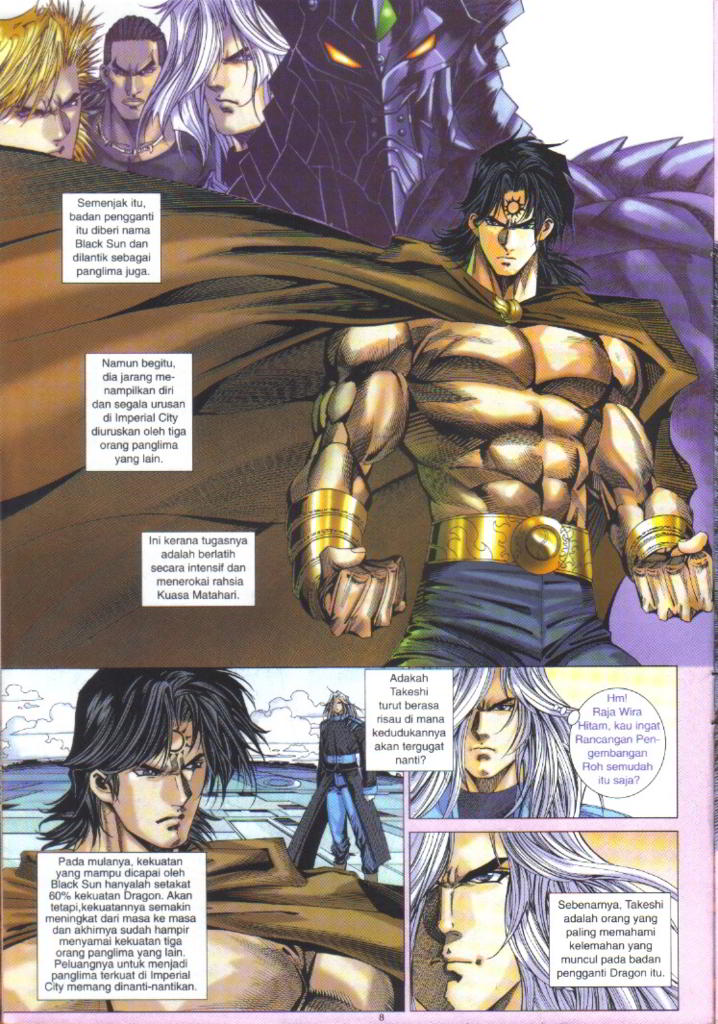 Semenjak itu,
badan pengganti
itu diberi nama
Black Sun dan
dilantik sebagai
panglima juga.
Namun begitu,
dia jarang me-
nampilkan diri
dan segala urusan
di Imperial City
diuruskan oleh tiga
orang panglima
yang lain.
Ini kerana tugasnya
adalah berlatih
secara intensif dan
menerokai rahsia
Kuasa Matahari.
Pada mulanya, kekuatan
yang mampu dicapai oleh
Black Sun hanyalah setakat
60% kekuatan Dragon. Akan
tetapi,kekuatannya semakin
meningkat dari masa ke masa
dan akhirnya sudah hampir
menyamai kekuatan tiga
orang panglima yang lain.
Peluangnya untuk menjadi
panglima terkuat di Imperial
City memang dinanti-nantikan.
Adakah
Takeshi
turut berasa
risau di mana
kedudukannya
akan tergugat
nanti?
Hm!
Raja Wira
Hitam, kau ingat
Rancangan Pen-
gembangan
Roh semudah
itu saja?
Sebenarnya, Takeshi
adalah orang yang
paling memahami
kelemahan yang
muncul pada badan
pengganti Dragon itu.
8